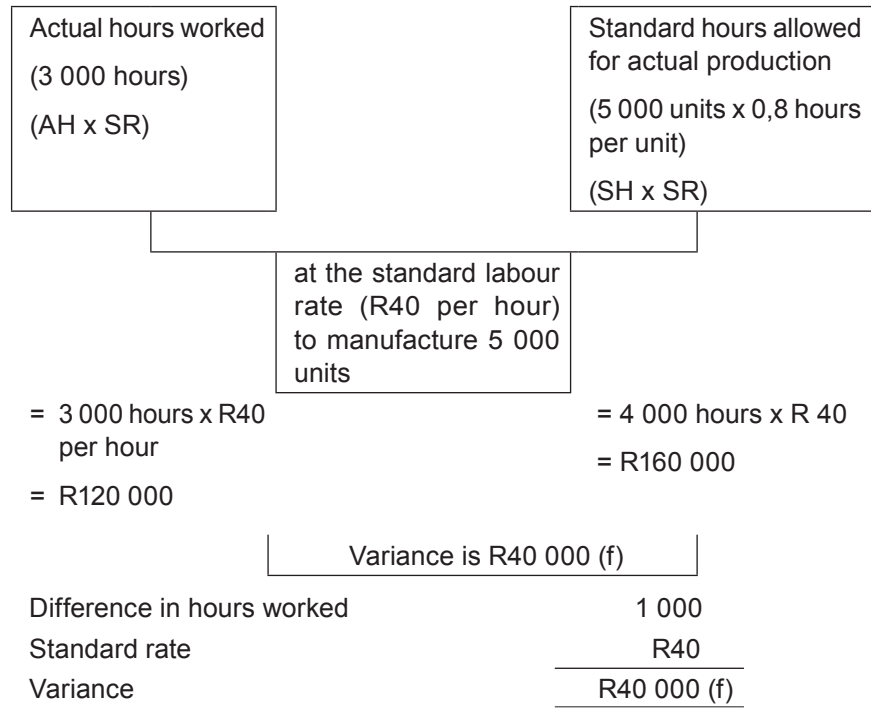 Actual hours worked
(3 000 hours)
(AH x SR)
Standard hours allowed
for actual production
(5 000 units x 0,8 hours
per unit)
(SH x SR)
at the standard labour
rate (R40 per hour)
to manufacture 5 000
units
= 3 000 hours x R40
per hour
= R120 000
= 4 000 hours x R 40
= R160 000
Variance is R40 000 (f)
Difference in hours worked 1 000
Standard rate R40
Variance R40 000 (f)